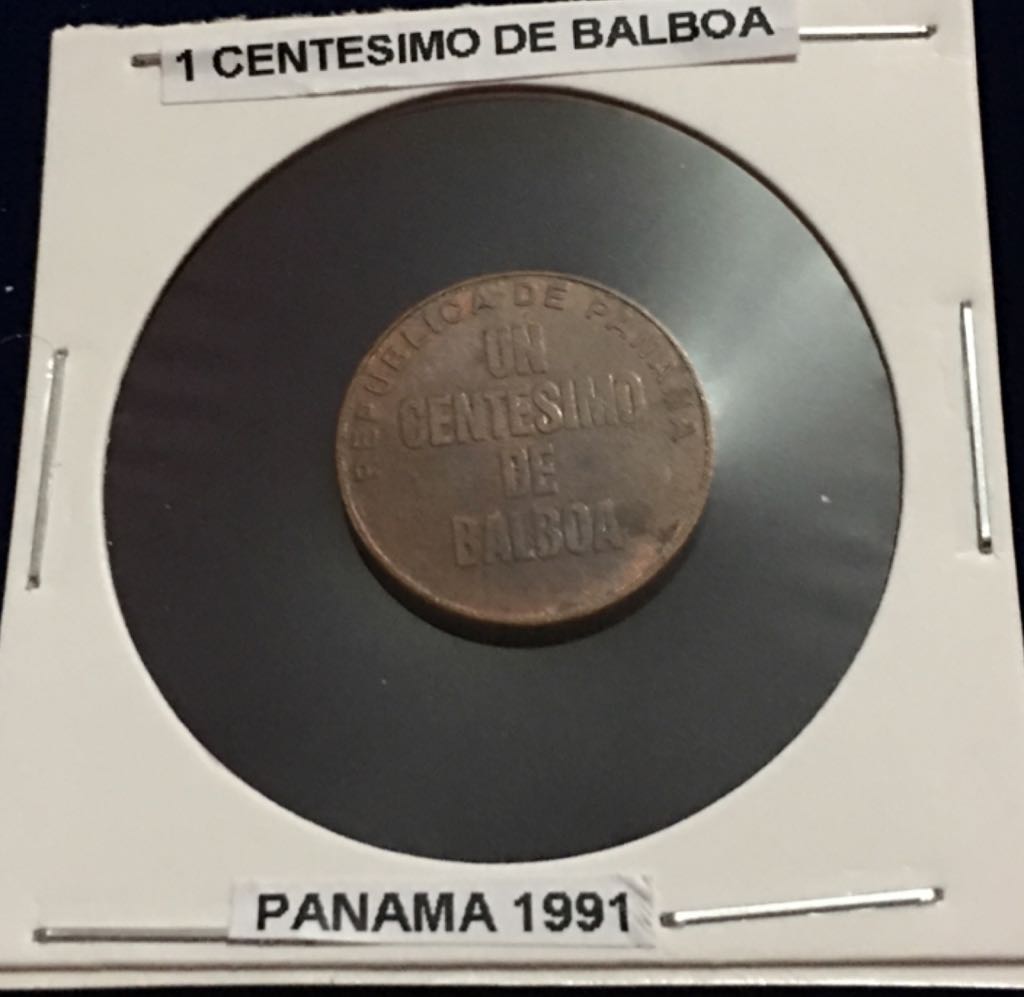 1 CENTESIMO DE BALBOA
REPUBLICA DE PANAMA
UN
CENTESIMO
DE
BALBOA
PANAMA 1991